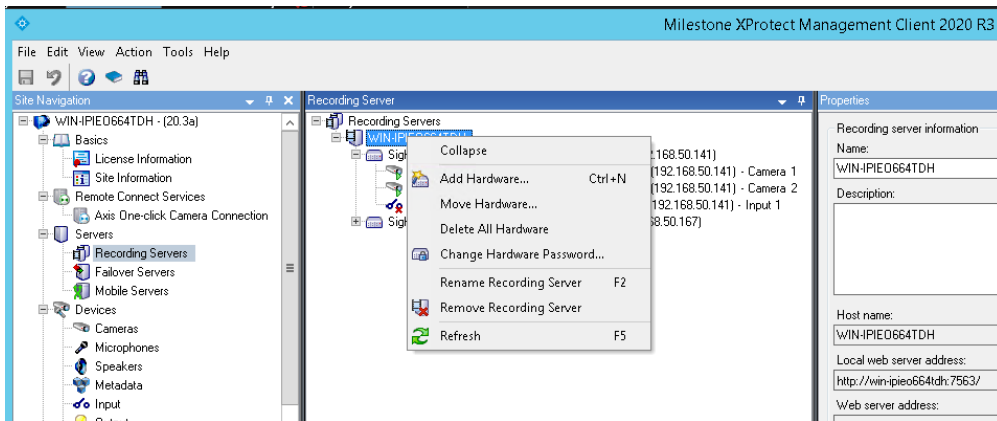 Milestone XProtect Management Client 2020 R3
File Edit View Action Tools Help
Site Navigation
WIN-IPIEO664TDH - (20.3a)
Basics
License Information
Site Information
Remote Connect Services
Axis One-click Camera Connection
Servers
Recording Servers
Failover Servers
Mobile Servers
Devices
Cameras
Microphones
Speakers
Metadata
Input
Recording Server
Recording Servers
WIN-IPIEO664TDH
2.168.50.141)
(192.168.50.141) - Camera 1
(192.168.50.141) - Camera 2
192.168.50.141) - Input 1
68.50.167)
Collapse
Add Hardware... Ctrl+N
Move Hardware...
Delete All Hardware
Change Hardware Password...
Rename Recording Server F2
Remove Recording Server
Refresh F5
Properties
Recording server information
Name:
WIN-IPIEO664TDH
Description:
Host name:
WIN-IPIEO664TDH
Local web server address:
http://win-ipieo664tdh:7563/
Web server address: